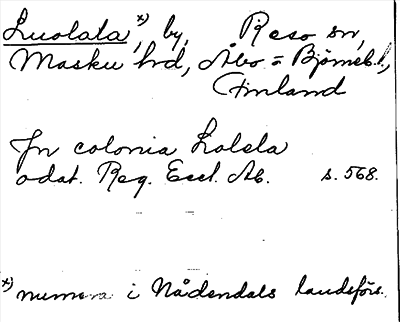 Luolala*), by, Reso sn,
Masku hd, Åbo = Björneb. l.,
Finland
Jn colonia Lolela
odat. Reg. Eccl. Ab. s. 568.
*) numera i Nådendals landsförs.